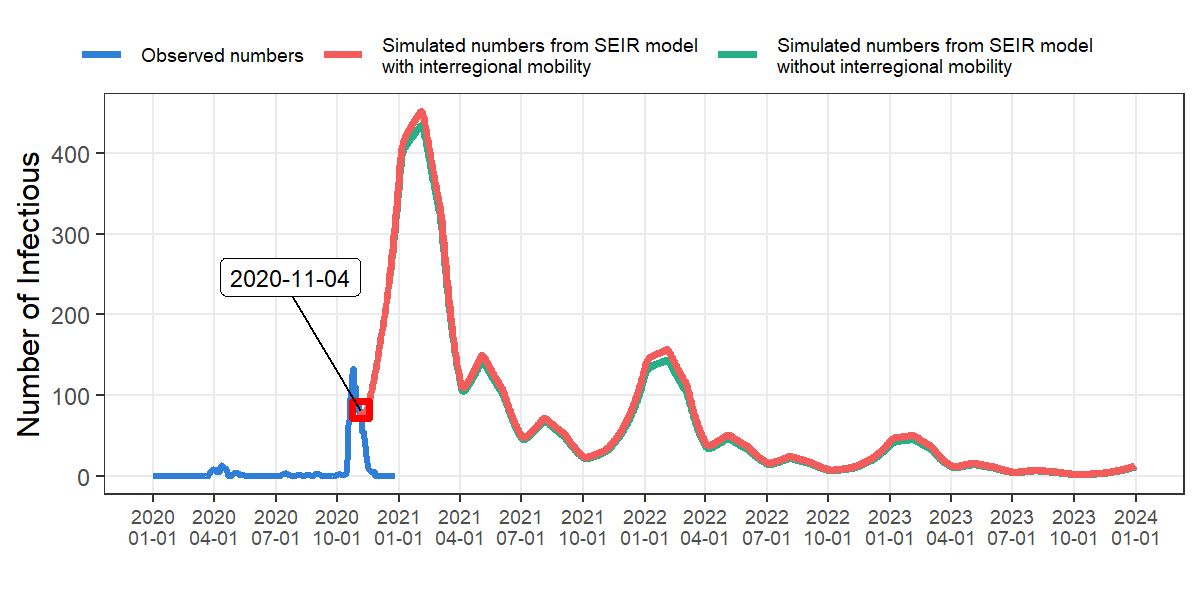 Observed numbers
Simulated numbers from SEIR model
with interregional mobility
Simulated numbers from SEIR model
without interregional mobility
Number of Infectious
400
300
200
100
0
2020-11-04
2020 2020 2020 2020 2021 2021 2021 2021 2022 2022 2022 2022 2023 2023 2023 2023 2024
01-01 04-01 07-01 10-01 01-01 04-01 07-01 10-01 01-01 04-01 07-01 10-01 01-01 04-01 07-01 10-01 01-01